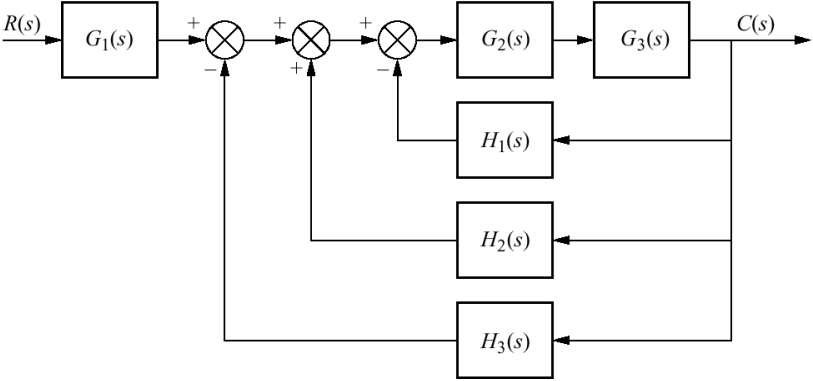 R(s) G₁(s) + − + + + − G₂(s) G₃(s) C(s)
H₁(s)
H₂(s)
H₃(s)